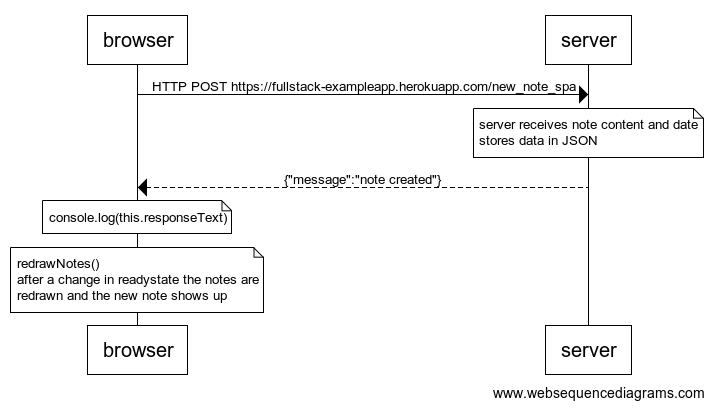 browser
server
HTTP POST https://fullstack-exampleapp.herokuapp.com/new_note_spa
server receives note content and date
stores data in JSON
{"message":"note created"}
console.log(this.responseText)
redrawNotes()
after a change in readystate the notes are
redrawn and the new note shows up
browser
server
www.websequencediagrams.com